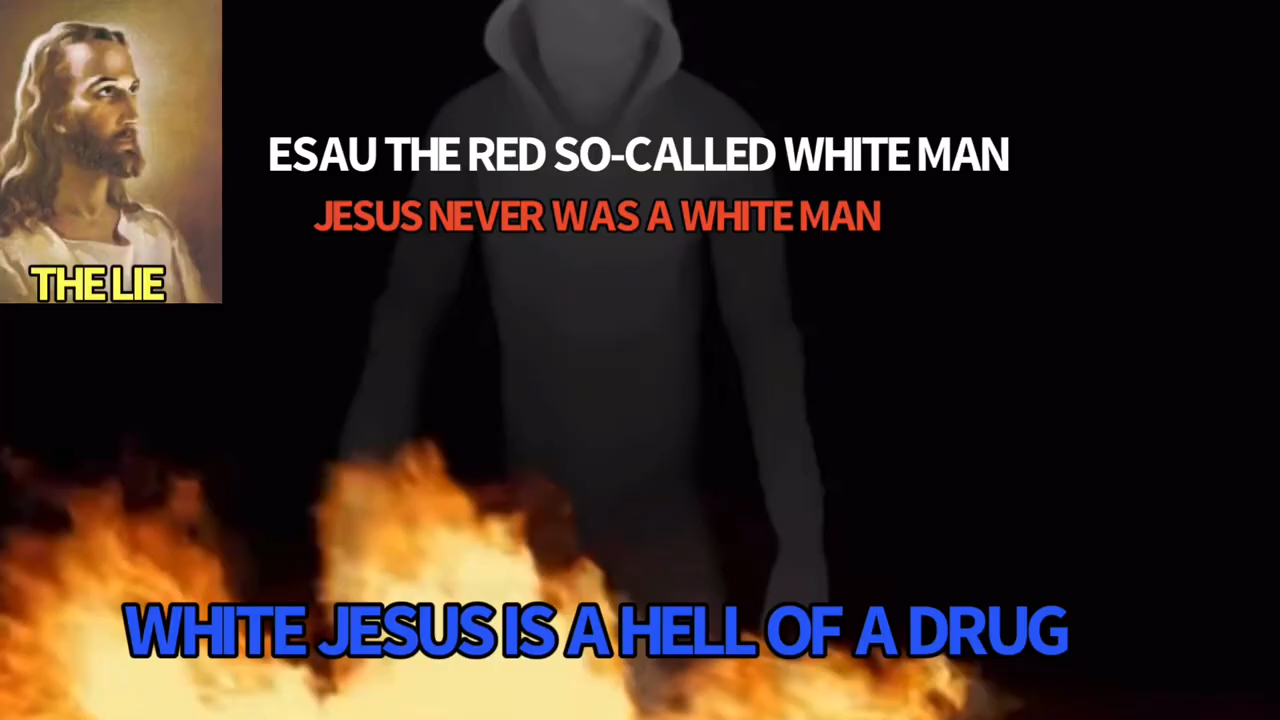 ESAU THE RED SO-CALLED WHITE MAN
JESUS NEVER WAS A WHITE MAN
THE LIE
WHITE JESUS IS A HELL OF A DRUG